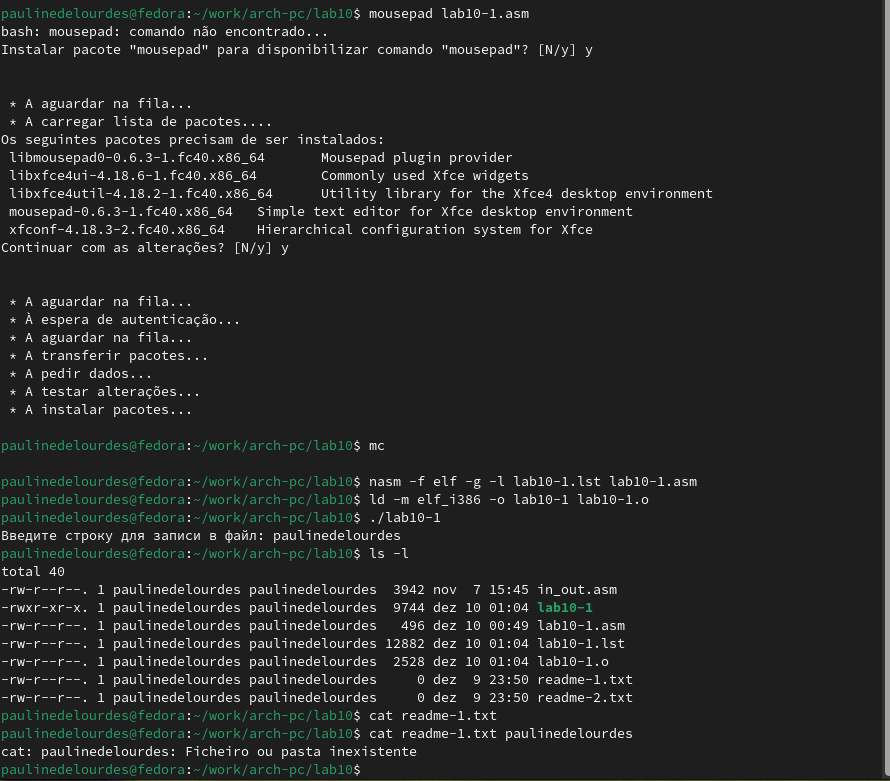 paulinedelourdes@fedora:~/work/arch-pc/lab10$ mousepad lab10-1.asm
bash: mousepad: comando não encontrado...
Instalar pacote "mousepad" para disponibilizar comando "mousepad"? [N/y] y
 * A aguardar na fila...
 * A carregar lista de pacotes....
Os seguintes pacotes precisam de ser instalados:
 libmousepad0-0.6.3-1.fc40.x86_64       Mousepad plugin provider
 libxfce4ui-4.18.6-1.fc40.x86_64        Commonly used Xfce widgets
 libxfce4util-4.18.2-1.fc40.x86_64      Utility library for the Xfce4 desktop environment
 mousepad-0.6.3-1.fc40.x86_64   Simple text editor for Xfce desktop environment
 xfconf-4.18.3-2.fc40.x86_64    Hierarchical configuration system for Xfce
Continuar com as alterações? [N/y] y
 * A aguardar na fila...
 * À espera de autenticação...
 * A aguardar na fila...
 * A transferir pacotes...
 * A pedir dados...
 * A testar alterações...
 * A instalar pacotes...
paulinedelourdes@fedora:~/work/arch-pc/lab10$ mc
paulinedelourdes@fedora:~/work/arch-pc/lab10$ nasm -f elf -g -l lab10-1.lst lab10-1.asm
paulinedelourdes@fedora:~/work/arch-pc/lab10$ ld -m elf_i386 -o lab10-1 lab10-1.o
paulinedelourdes@fedora:~/work/arch-pc/lab10$ ./lab10-1
Введите строку для записи в файл: paulinedelourdes
paulinedelourdes@fedora:~/work/arch-pc/lab10$ ls -l
total 40
-rw-r--r--. 1 paulinedelourdes paulinedelourdes  3942 nov  7 15:45 in_out.asm
-rwxr-xr-x. 1 paulinedelourdes paulinedelourdes  9744 dez 10 01:04 lab10-1
-rw-r--r--. 1 paulinedelourdes paulinedelourdes   496 dez 10 00:49 lab10-1.asm
-rw-r--r--. 1 paulinedelourdes paulinedelourdes 12882 dez 10 01:04 lab10-1.lst
-rw-r--r--. 1 paulinedelourdes paulinedelourdes  2528 dez 10 01:04 lab10-1.o
-rw-r--r--. 1 paulinedelourdes paulinedelourdes     0 dez  9 23:50 readme-1.txt
-rw-r--r--. 1 paulinedelourdes paulinedelourdes     0 dez  9 23:50 readme-2.txt
paulinedelourdes@fedora:~/work/arch-pc/lab10$ cat readme-1.txt
paulinedelourdes@fedora:~/work/arch-pc/lab10$ cat readme-1.txt paulinedelourdes
cat: paulinedelourdes: Ficheiro ou pasta inexistente
paulinedelourdes@fedora:~/work/arch-pc/lab10$